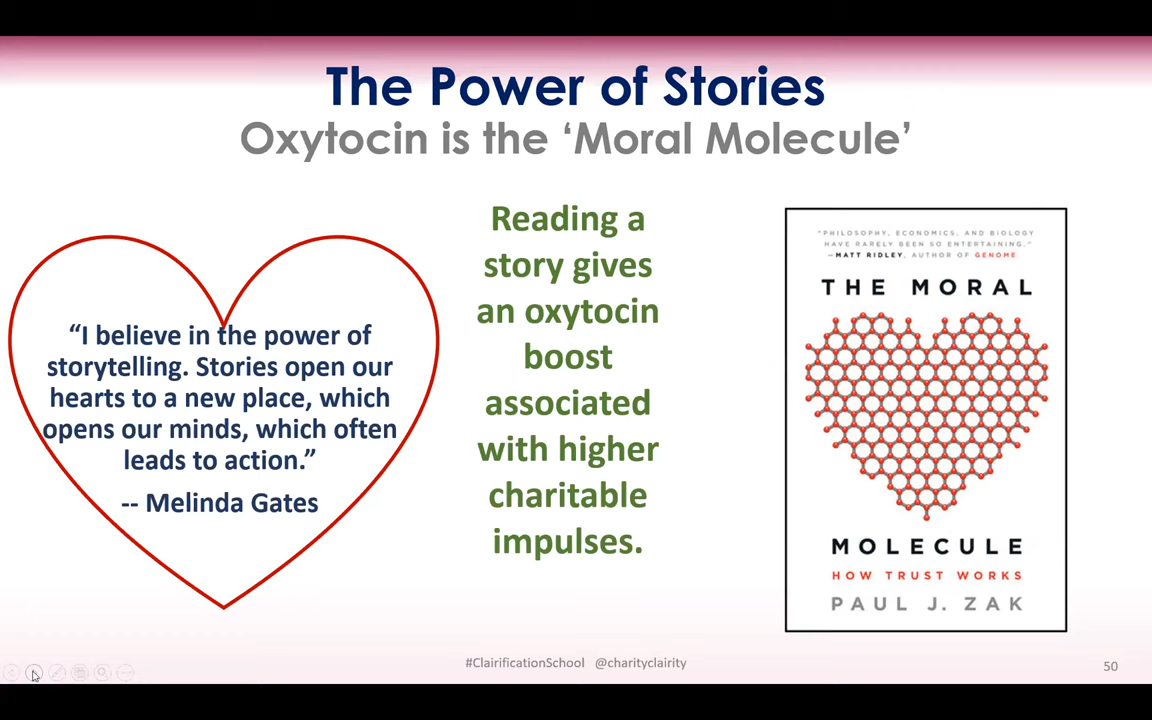 The Power of Stories
Oxytocin is the ‘Moral Molecule’
“I believe in the power of
storytelling. Stories open our
hearts to a new place, which
opens our minds, which often
leads to action.”
-- Melinda Gates
Reading a
story gives
an oxytocin
boost
associated
with higher
charitable
impulses.
"PHILOSOPHY, ECONOMICS, AND BIOLOGY
HAVE RARELY BEEN SO ENTERTAINING."
—MATT RIDLEY, AUTHOR OF GENOME
THE MORAL
MOLECULE
HOW TRUST WORKS
PAUL J. ZAK
#ClairificationSchool @charityclairity
50